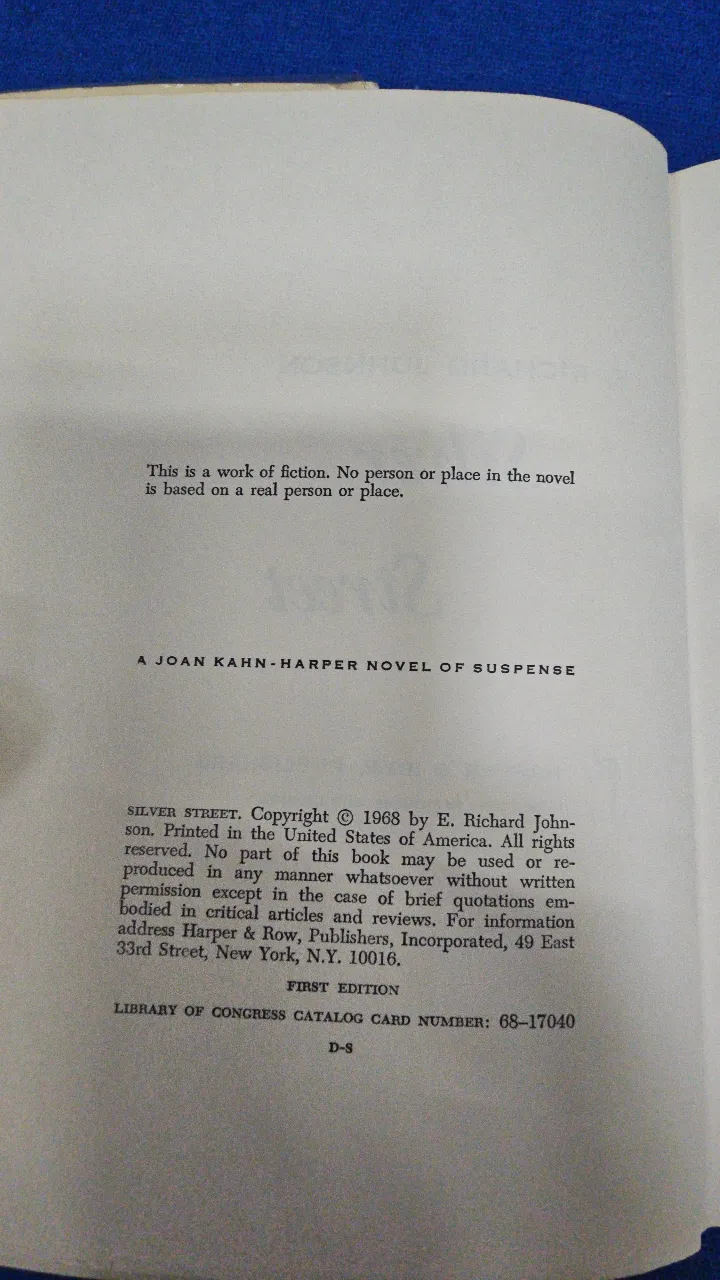 This is a work of fiction. No person or place in the novel
is based on a real person or place.
A JOAN KAHN-HARPER NOVEL OF SUSPENSE
SILVER STREET. Copyright © 1968 by E. Richard John-
son. Printed in the United States of America. All rights
reserved. No part of this book may be used or re-
produced in any manner whatsoever without written
permission except in the case of brief quotations em-
bodied in critical articles and reviews. For information
address Harper & Row, Publishers, Incorporated, 49 East
33rd Street, New York, N.Y. 10016.
FIRST EDITION
LIBRARY OF CONGRESS CATALOG CARD NUMBER: 68–17040
D-S